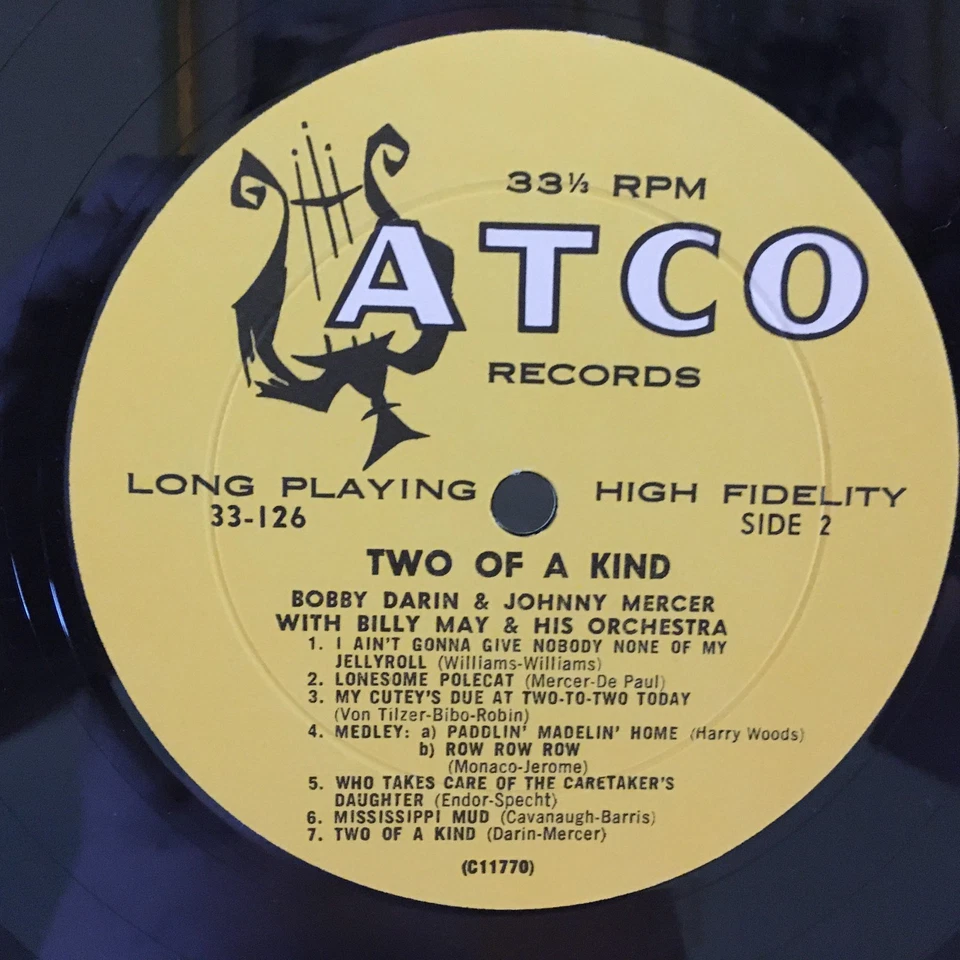 33⅓ RPM
ATCO
RECORDS
LONG PLAYING HIGH FIDELITY
33-126 SIDE 2
TWO OF A KIND
BOBBY DARIN & JOHNNY MERCER
WITH BILLY MAY & HIS ORCHESTRA
1. I AIN'T GONNA GIVE NOBODY NONE OF MY
JELLYROLL (Williams-Williams)
2. LONESOME POLECAT (Mercer-De Paul)
3. MY CUTEY'S DUE AT TWO-TO-TWO TODAY
(Von Tilzer-Bibo-Robin)
4. MEDLEY: a) PADDLIN' MADELIN' HOME (Harry Woods)
b) ROW ROW ROW
(Monaco-Jerome)
5. WHO TAKES CARE OF THE CARETAKER'S
DAUGHTER (Endor-Specht)
6. MISSISSIPPI MUD (Cavanaugh-Barris)
7. TWO OF A KIND (Darin-Mercer)
(C11770)